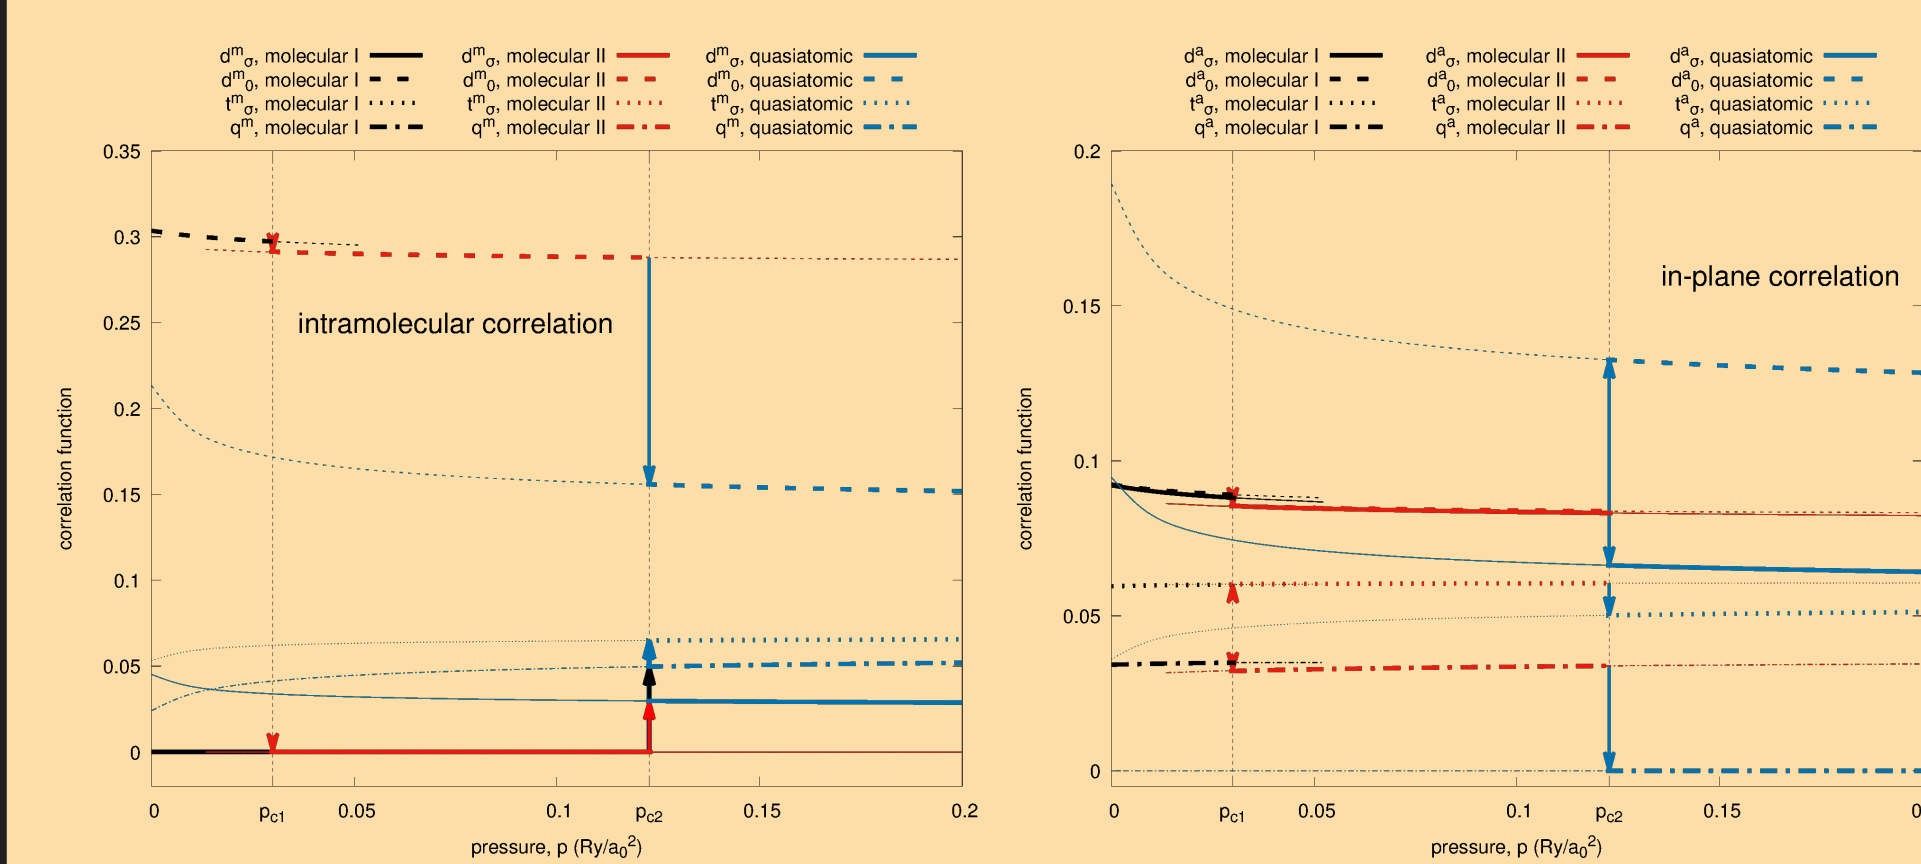 dᵐσ, molecular I dᵐσ, molecular II dᵐσ, quasiatomic
dᵐ₀, molecular I dᵐ₀, molecular II dᵐ₀, quasiatomic
tᵐσ, molecular I tᵐσ, molecular II tᵐσ, quasiatomic
qᵐ, molecular I qᵐ, molecular II qᵐ, quasiatomic
0.35
0.3
0.25
0.2
0.15
0.1
0.05
0
correlation function
intramolecular correlation
0 pc1 0.05 0.1 pc2 0.15 0.2
pressure, p (Ry/a₀²)
dᵃσ, molecular I dᵃσ, molecular II dᵃσ, quasiatomic
dᵃ₀, molecular I dᵃ₀, molecular II dᵃ₀, quasiatomic
tᵃσ, molecular I tᵃσ, molecular II tᵃσ, quasiatomic
qᵃ, molecular I qᵃ, molecular II qᵃ, quasiatomic
0.2
0.15
0.1
0.05
0
correlation function
in-plane correlation
0 pc1 0.05 0.1 pc2 0.15
pressure, p (Ry/a₀²)